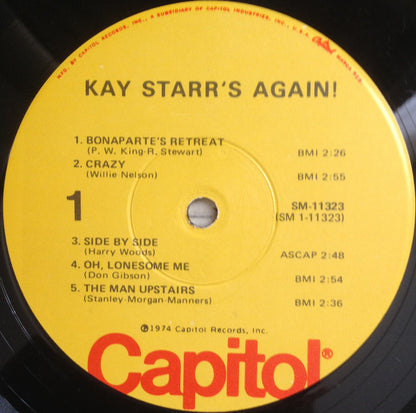 MFG. BY CAPITOL RECORDS, INC., A SUBSIDIARY OF CAPITOL INDUSTRIES, INC., U.S.A.
KAY STARR'S AGAIN!
1. BONAPARTE'S RETREAT
(P. W. King-R. Stewart) BMI 2:26
2. CRAZY
(Willie Nelson) BMI 2:55
1
SM-11323
(SM 1-11323)
3. SIDE BY SIDE
(Harry Woods) ASCAP 2:48
4. OH, LONESOME ME
(Don Gibson) BMI 2:54
5. THE MAN UPSTAIRS
(Stanley-Morgan-Manners) BMI 2:36
℗1974 Capitol Records, Inc.
Capitol®